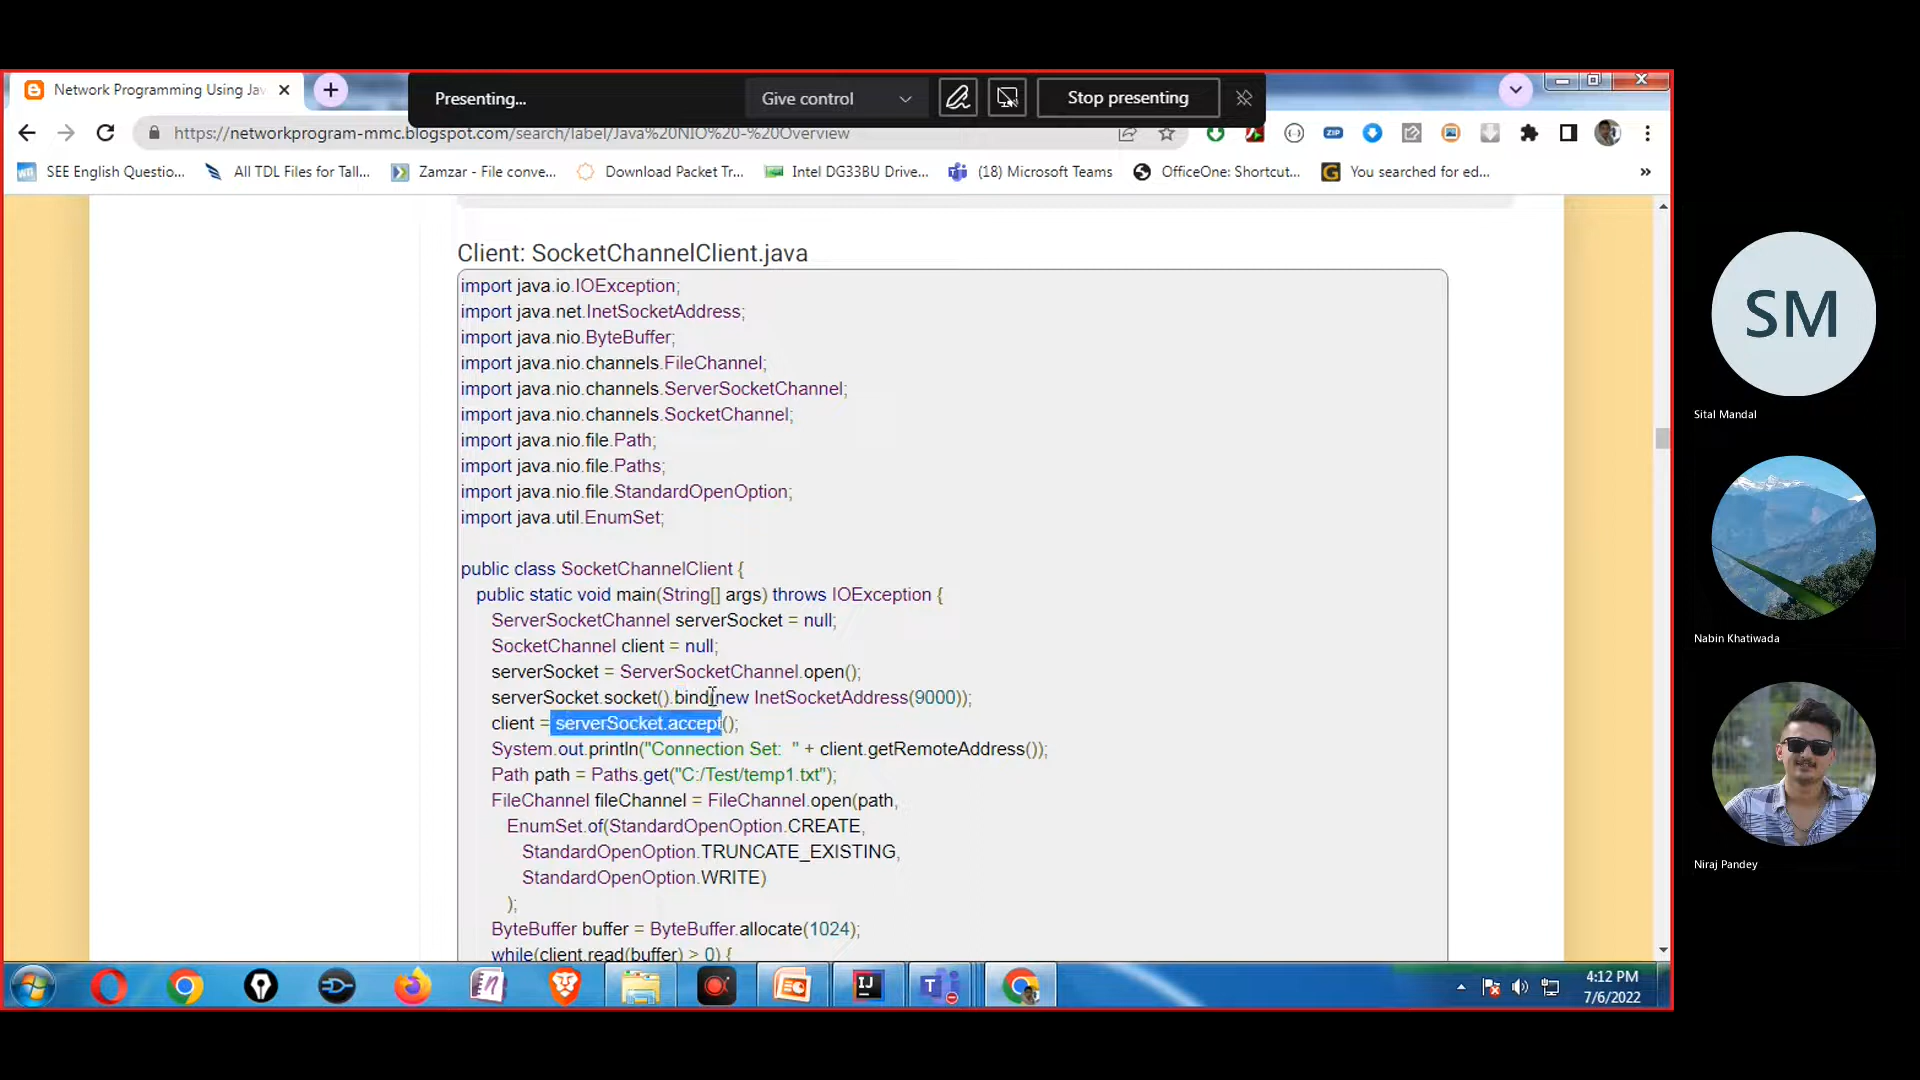 Network Programming Using Jav
Presenting...
Give control
Stop presenting
https://networkprogram-mmc.blogspot.com/search/label/Java%20NIO%20-%20Overview
ZIP
SEE English Questio...
All TDL Files for Tall...
Zamzar - File conve...
Download Packet Tr...
Intel DG33BU Drive...
(18) Microsoft Teams
OfficeOne: Shortcut...
You searched for ed...
Client: SocketChannelClient.java
import java.io.IOException;
import java.net.InetSocketAddress;
import java.nio.ByteBuffer;
import java.nio.channels.FileChannel;
import java.nio.channels.ServerSocketChannel;
import java.nio.channels.SocketChannel;
import java.nio.file.Path;
import java.nio.file.Paths;
import java.nio.file.StandardOpenOption;
import java.util.EnumSet;
public class SocketChannelClient {
public static void main(String[] args) throws IOException {
ServerSocketChannel serverSocket = null;
SocketChannel client = null;
serverSocket = ServerSocketChannel.open();
serverSocket.socket().bind(new InetSocketAddress(9000));
client = serverSocket.accept();
System.out.println("Connection Set:  " + client.getRemoteAddress());
Path path = Paths.get("C:/Test/temp1.txt");
FileChannel fileChannel = FileChannel.open(path,
EnumSet.of(StandardOpenOption.CREATE,
StandardOpenOption.TRUNCATE_EXISTING,
StandardOpenOption.WRITE)
);
ByteBuffer buffer = ByteBuffer.allocate(1024);
while(client.read(buffer) > 0) {
SM
Sital Mandal
Nabin Khatiwada
Niraj Pandey
IJ
T
4:12 PM
7/6/2022